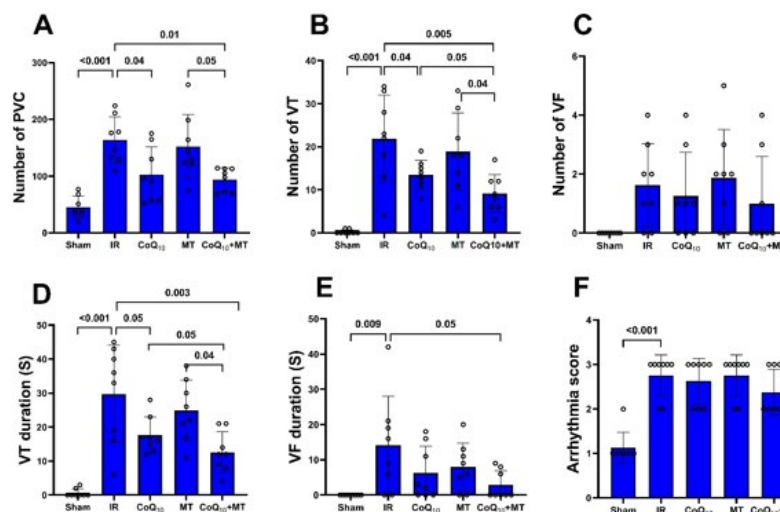 A
B
C
0.01
<0.001
0.04
0.05
Number of PVC
300
200
100
0
Sham
IR
CoQ₁₀
MT
CoQ₁₀+MT
0.005
<0.001
0.04
0.05
0.04
Number of VT
40
30
20
10
0
Sham
IR
CoQ₁₀
MT
CoQ10+MT
Number of VF
6
4
2
0
Sham
IR
CoQ₁₀
MT
D
E
F
0.003
<0.001
0.05
0.05
0.04
VT duration (S)
50
40
30
20
10
0
Sham
IR
CoQ₁₀
MT
CoQ₁₀+MT
0.009
0.05
VF duration (S)
50
40
30
20
10
0
Sham
IR
CoQ₁₀
MT
CoQ₁₀+MT
<0.001
Arrhythmia score
4
3
2
1
0
Sham
IR
MT